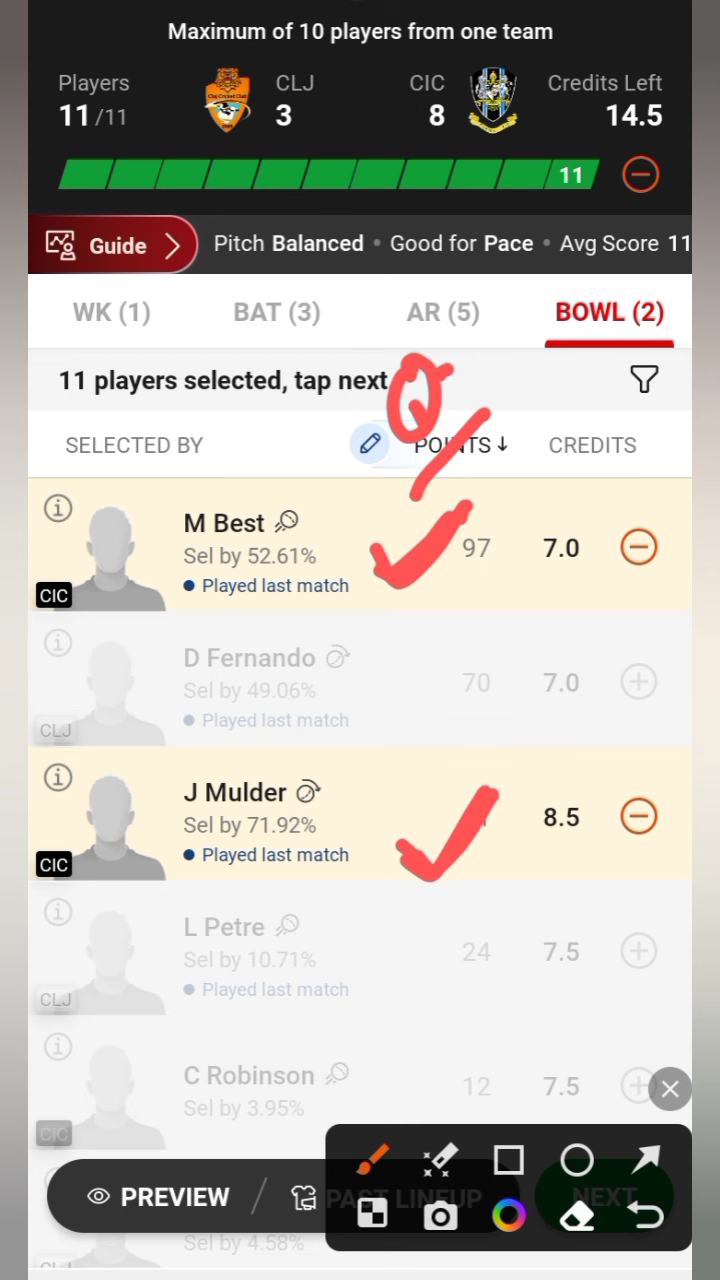 Maximum of 10 players from one team
Players CLJ CIC Credits Left
11/11 3 8 14.5
11
Guide Pitch Balanced • Good for Pace • Avg Score 11
WK (1) BAT (3) AR (5) BOWL (2)
11 players selected, tap next
SELECTED BY POINTS ↓ CREDITS
M Best
Sel by 52.61% 97 7.0
• Played last match
CIC
D Fernando
Sel by 49.06% 70 7.0
• Played last match
CLJ
J Mulder
Sel by 71.92% 8.5
• Played last match
CIC
L Petre
Sel by 10.71% 24 7.5
• Played last match
CLJ
C Robinson
Sel by 3.95% 12 7.5
CIC
PREVIEW / PAST LINEUP NEXT
Sel by 4.58%
CLJ